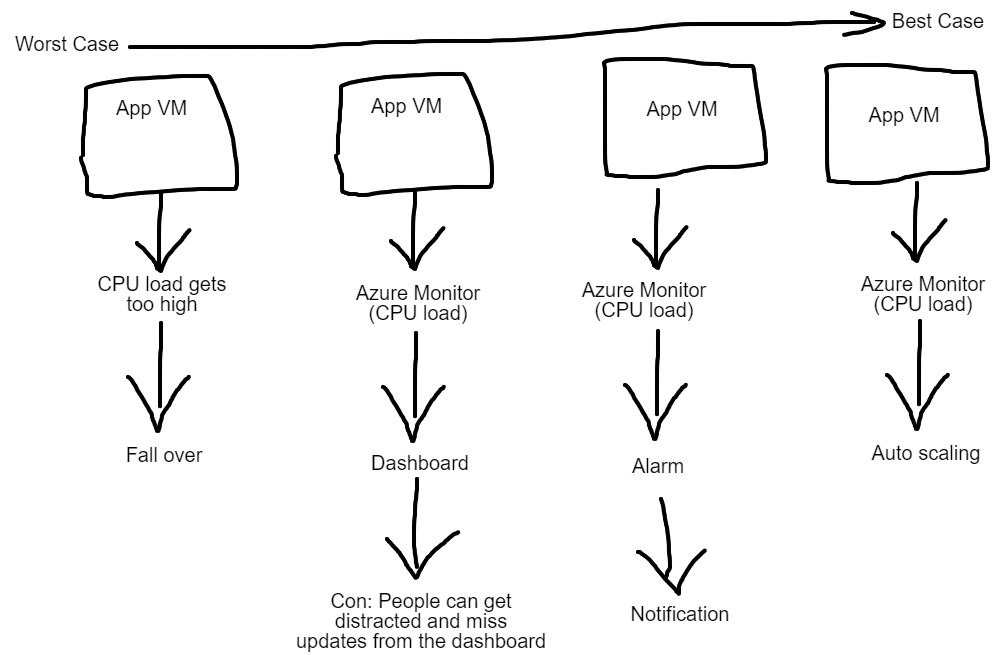 Worst Case
Best Case
App VM
CPU load gets
too high
Fall over
App VM
Azure Monitor
(CPU load)
Dashboard
Con: People can get
distracted and miss
updates from the dashboard
App VM
Azure Monitor
(CPU load)
Alarm
Notification
App VM
Azure Monitor
(CPU load)
Auto scaling